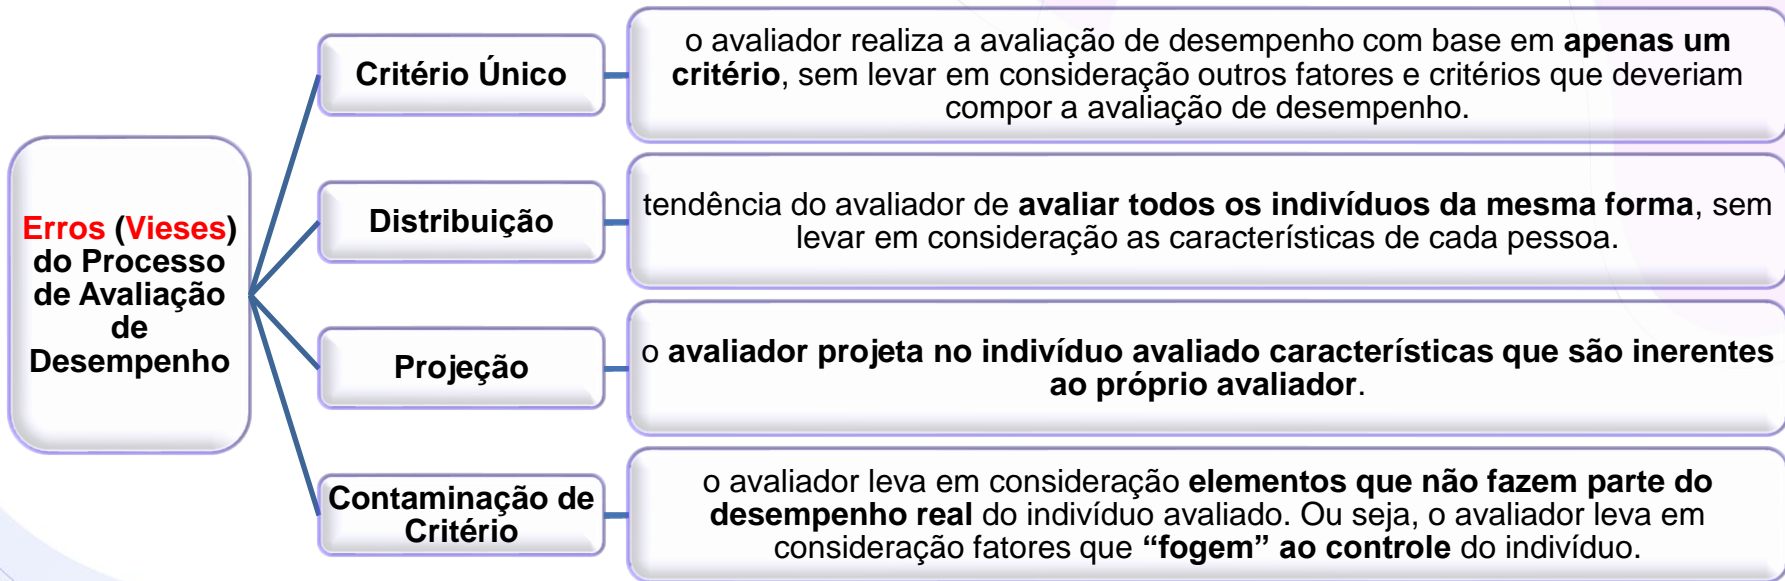 Erros (Vieses)
do Processo
de Avaliação
de
Desempenho
Critério Único
o avaliador realiza a avaliação de desempenho com base em apenas um
critério, sem levar em consideração outros fatores e critérios que deveriam
compor a avaliação de desempenho.
Distribuição
tendência do avaliador de avaliar todos os indivíduos da mesma forma, sem
levar em consideração as características de cada pessoa.
Projeção
o avaliador projeta no indivíduo avaliado características que são inerentes
ao próprio avaliador.
Contaminação de
Critério
o avaliador leva em consideração elementos que não fazem parte do
desempenho real do indivíduo avaliado. Ou seja, o avaliador leva em
consideração fatores que “fogem” ao controle do indivíduo.